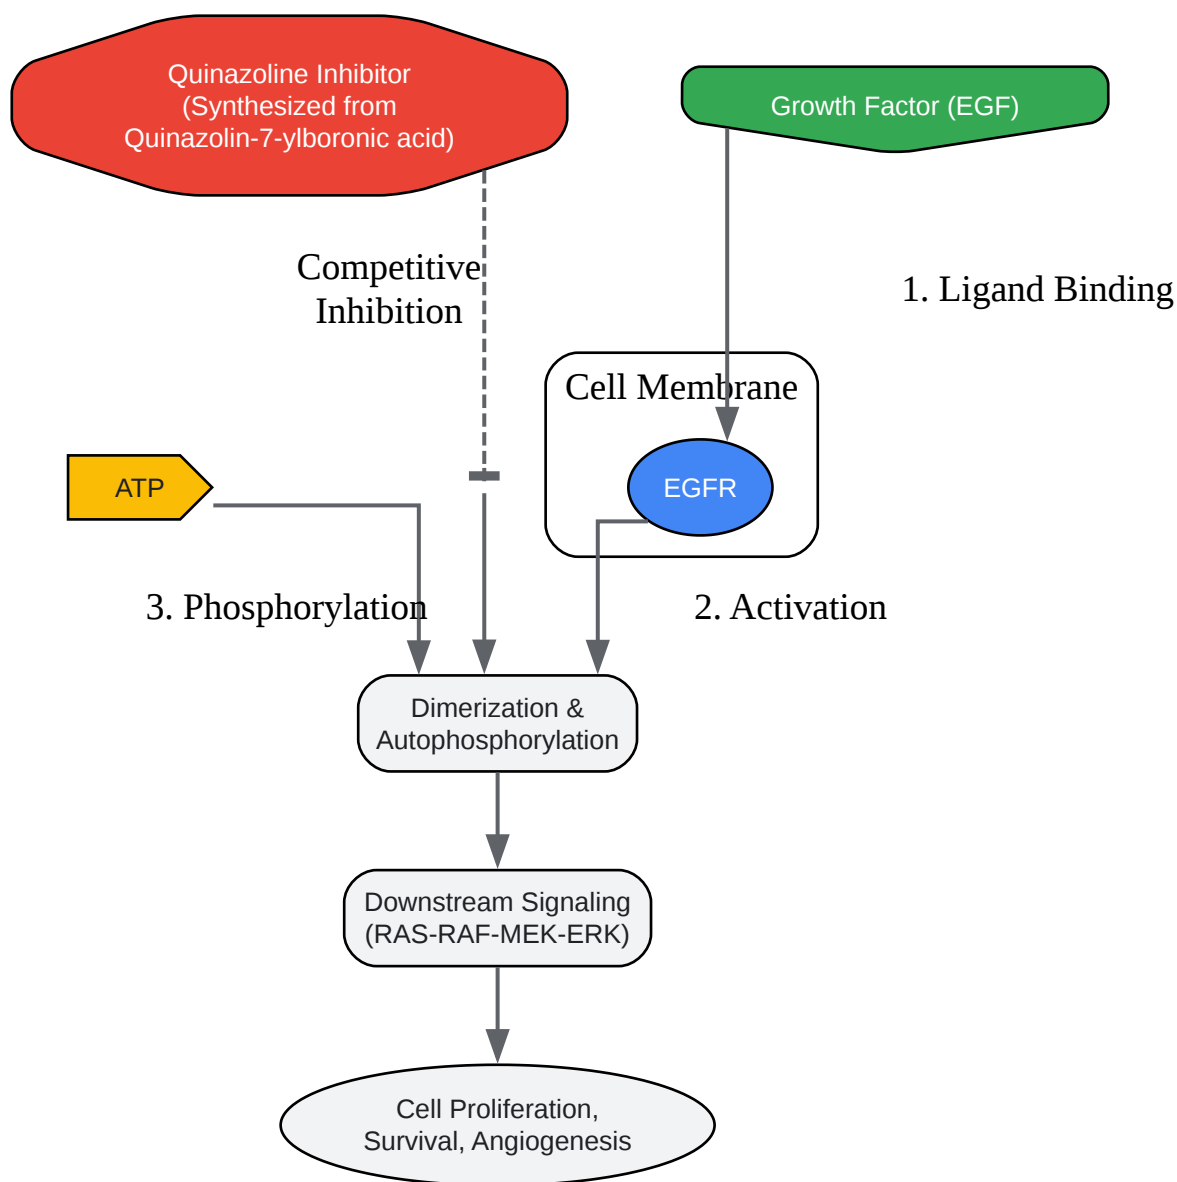 Quinazoline Inhibitor
(Synthesized from
Quinazolin-7-ylboronic acid)
Growth Factor (EGF)
Competitive
Inhibition
1. Ligand Binding
Cell Membrane
ATP
EGFR
3. Phosphorylation
2. Activation
Dimerization &
Autophosphorylation
Downstream Signaling
(RAS-RAF-MEK-ERK)
Cell Proliferation,
Survival, Angiogenesis